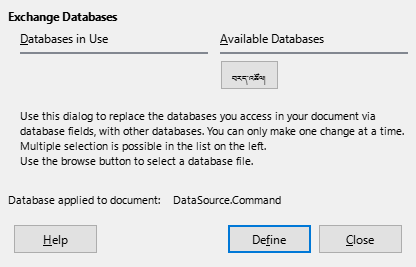 Exchange Databases
Databases in Use
Available Databases
བརད་འཚོལ།
Use this dialog to replace the databases you access in your document via
database fields, with other databases. You can only make one change at a time.
Multiple selection is possible in the list on the left.
Use the browse button to select a database file.
Database applied to document: DataSource.Command
Help
Define
Close